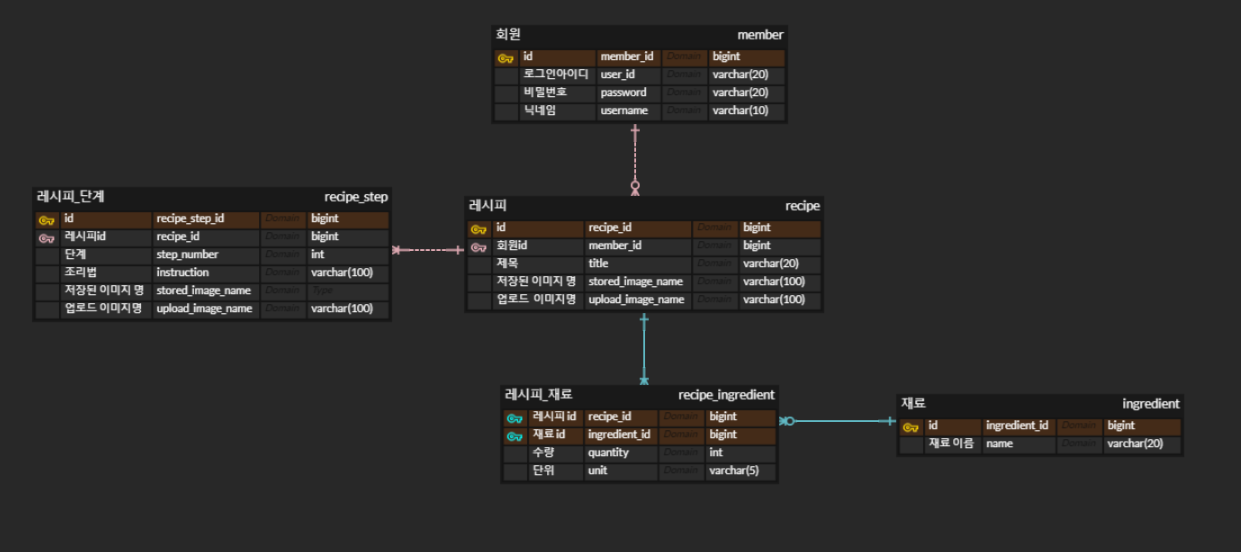 회원 member
id member_id Domain bigint
로그인아이디 user_id Domain varchar(20)
비밀번호 password Domain varchar(20)
닉네임 username Domain varchar(10)
레시피_단계 recipe_step
id recipe_step_id Domain bigint
레시피id recipe_id Domain bigint
단계 step_number Domain int
조리법 instruction Domain varchar(100)
저장된 이미지 명 stored_image_name Domain Type
업로드 이미지명 upload_image_name Domain varchar(100)
레시피 recipe
id recipe_id Domain bigint
회원id member_id Domain bigint
제목 title Domain varchar(20)
저장된 이미지 명 stored_image_name Domain varchar(100)
업로드 이미지명 upload_image_name Domain varchar(100)
레시피_재료 recipe_ingredient
레시피 id recipe_id Domain bigint
재료 id ingredient_id Domain bigint
수량 quantity Domain int
단위 unit Domain varchar(5)
재료 ingredient
id ingredient_id Domain bigint
재료 이름 name Domain varchar(20)